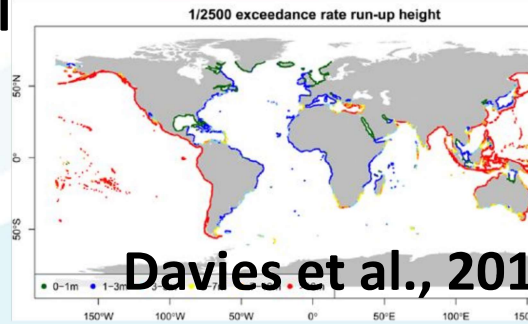 1/2500 exceedance rate run-up height
50°N
0°
50°S
0-1m 1-3m
Davies et al., 201
150°W 100°W 50°W 0° 50°E 100°E